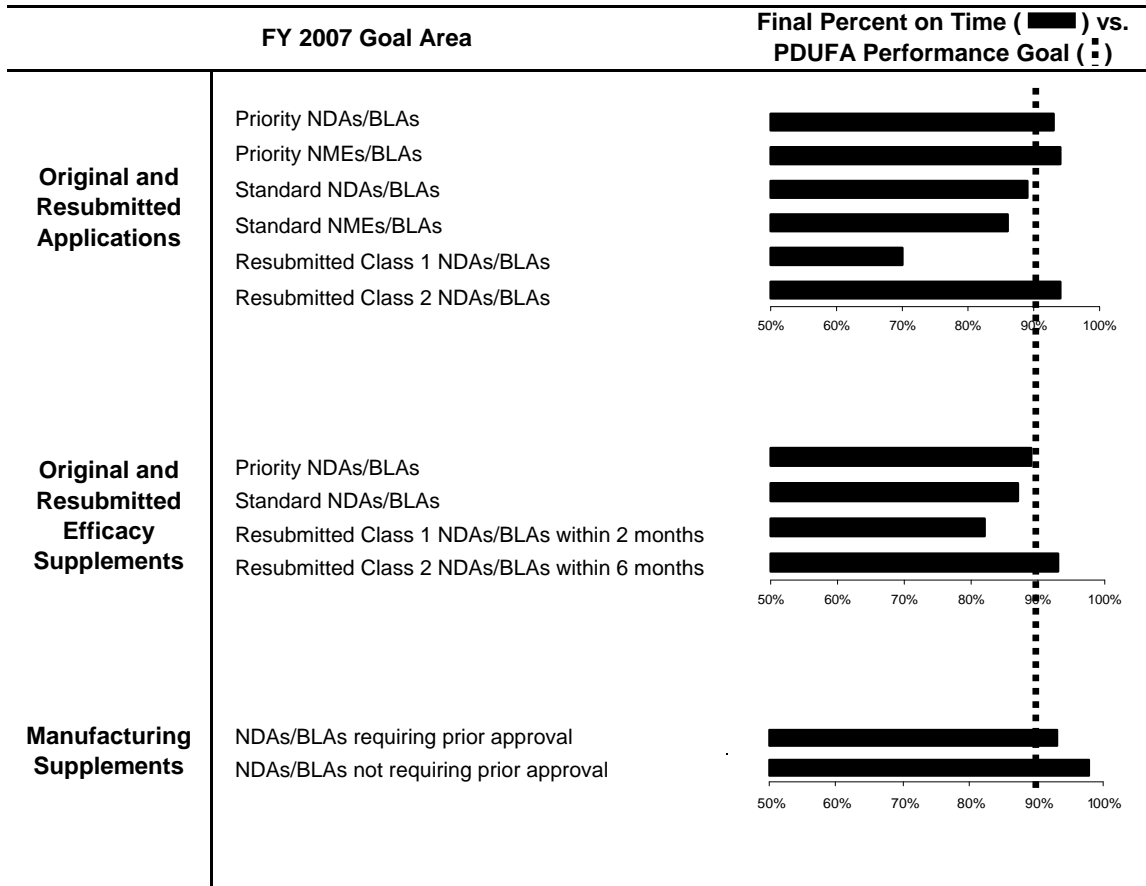 FY 2007 Goal Area
Final Percent on Time ( ) vs.
PDUFA Performance Goal ( )
Original and
Resubmitted
Applications
Priority NDAs/BLAs
Priority NMEs/BLAs
Standard NDAs/BLAs
Standard NMEs/BLAs
Resubmitted Class 1 NDAs/BLAs
Resubmitted Class 2 NDAs/BLAs
50% 60% 70% 80% 90% 100%
Original and
Resubmitted
Efficacy
Supplements
Priority NDAs/BLAs
Standard NDAs/BLAs
Resubmitted Class 1 NDAs/BLAs within 2 months
Resubmitted Class 2 NDAs/BLAs within 6 months
50% 60% 70% 80% 90% 100%
Manufacturing
Supplements
NDAs/BLAs requiring prior approval
NDAs/BLAs not requiring prior approval
50% 60% 70% 80% 90% 100%